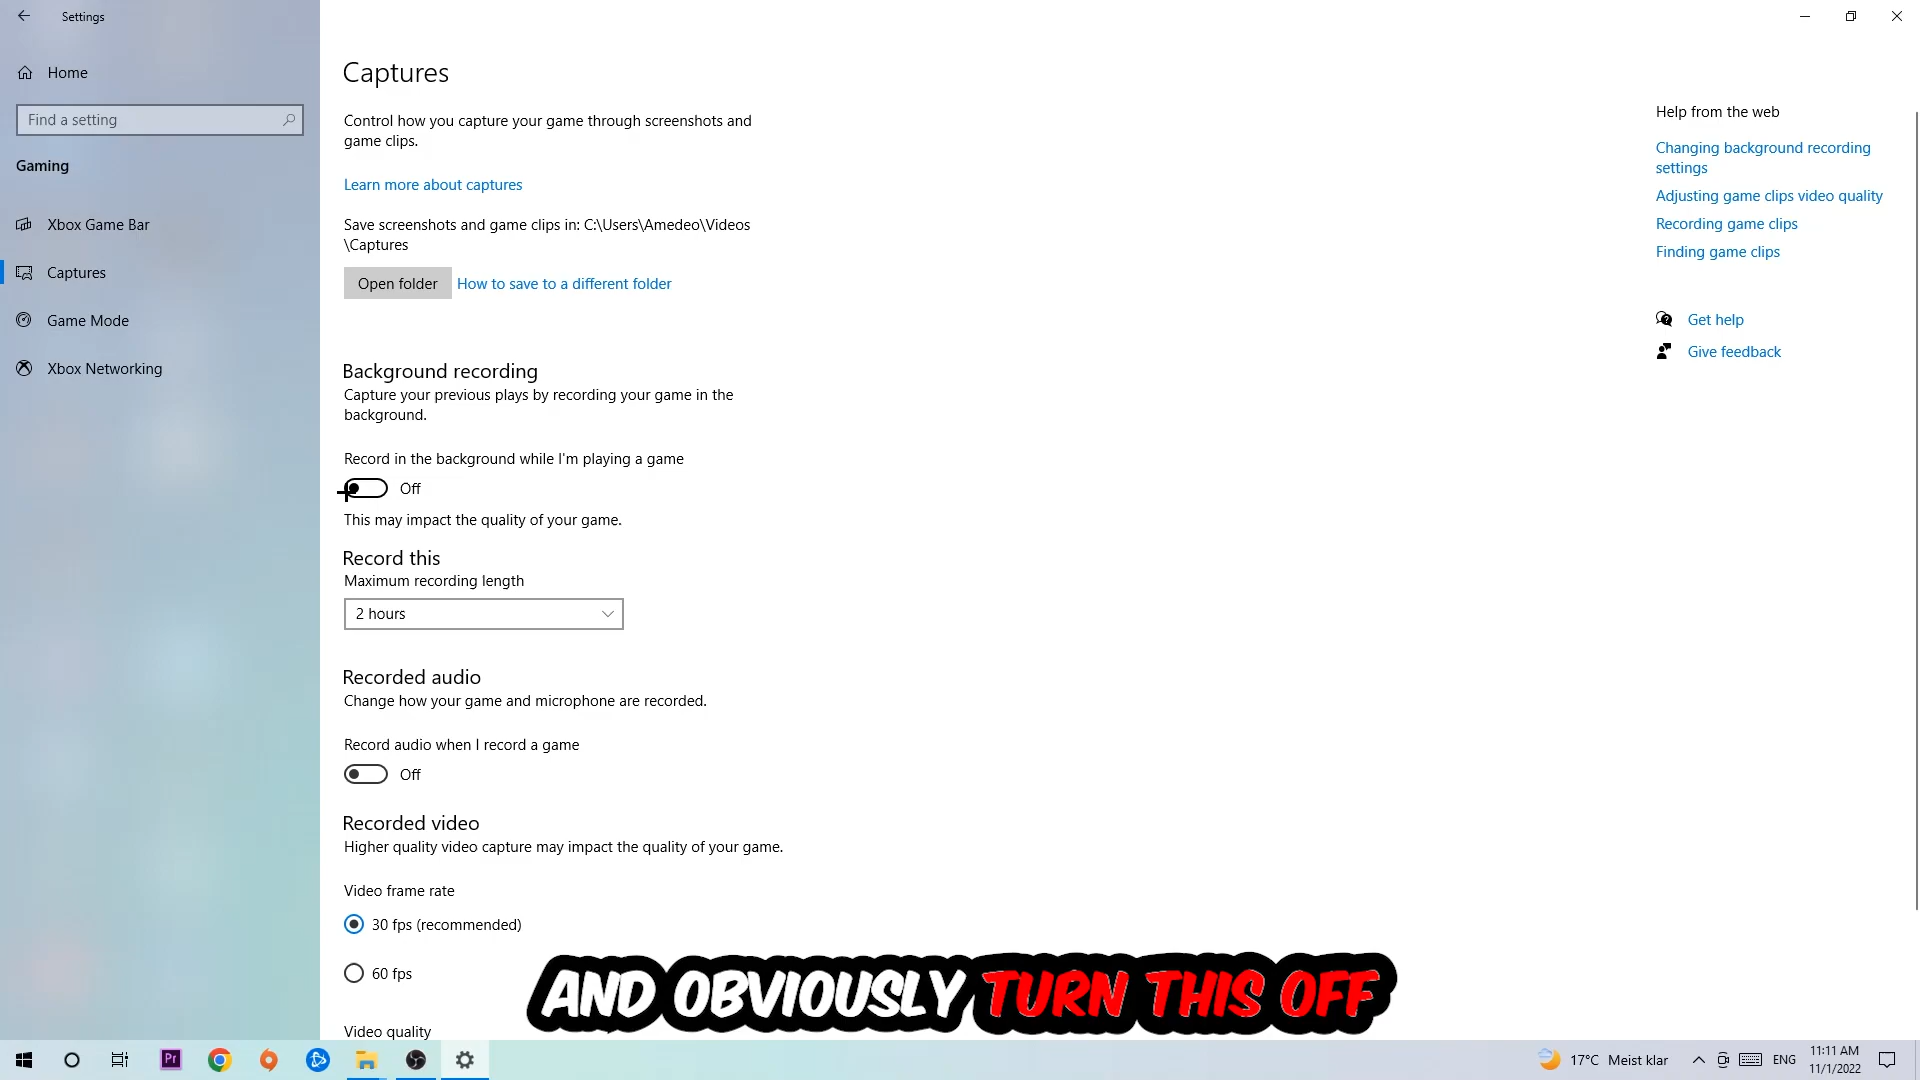 Settings
Home
Find a setting
Gaming
Xbox Game Bar
Captures
Game Mode
Xbox Networking
Captures
Control how you capture your game through screenshots and
game clips.
Learn more about captures
Save screenshots and game clips in: C:\Users\Amedeo\Videos
\Captures
Open folder
How to save to a different folder
Background recording
Capture your previous plays by recording your game in the
background.
Record in the background while I'm playing a game
Off
This may impact the quality of your game.
Record this
Maximum recording length
2 hours
Recorded audio
Change how your game and microphone are recorded.
Record audio when I record a game
Off
Recorded video
Higher quality video capture may impact the quality of your game.
Video frame rate
30 fps (recommended)
60 fps
Video quality
Help from the web
Changing background recording
settings
Adjusting game clips video quality
Recording game clips
Finding game clips
Get help
Give feedback
AND OBVIOUSLY TURN THIS OFF
Pr
17°C Meist klar
ENG
11:11 AM
11/1/2022